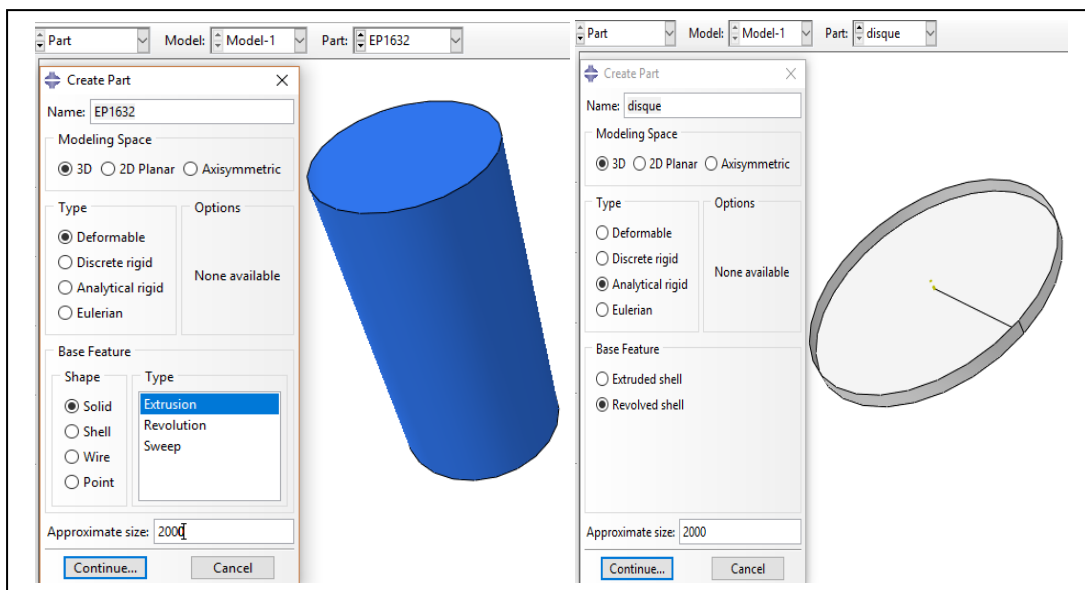 Part Model: Model-1 Part: EP1632
Create Part
Name: EP1632
Modeling Space
3D 2D Planar Axisymmetric
Type
Deformable
Discrete rigid
Analytical rigid
Eulerian
Options
None available
Base Feature
Shape
Solid
Shell
Wire
Point
Type
Extrusion
Revolution
Sweep
Approximate size: 2000
Continue... Cancel
Part Model: Model-1 Part: disque
Create Part
Name: disque
Modeling Space
3D 2D Planar Axisymmetric
Type
Deformable
Discrete rigid
Analytical rigid
Eulerian
Options
None available
Base Feature
Extruded shell
Revolved shell
Approximate size: 2000
Continue... Cancel